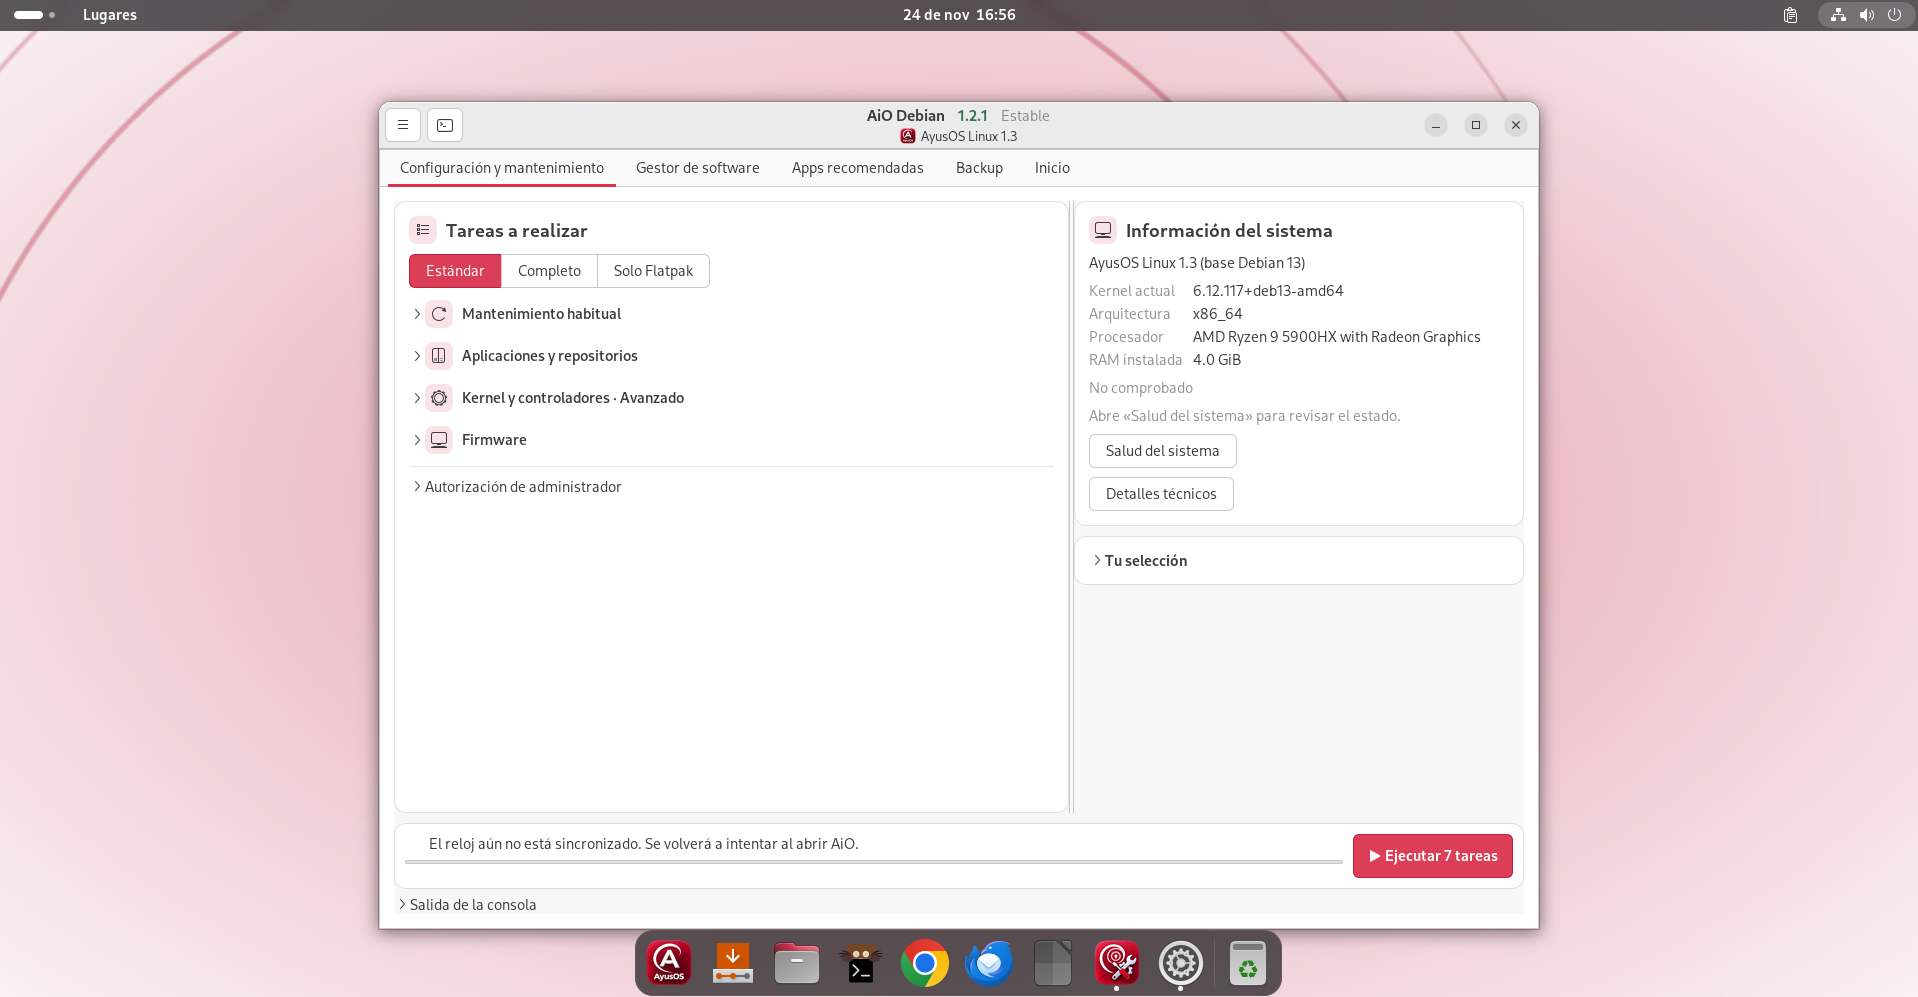 Lugares
24 de nov 16:56
AiO Debian 1.2.1 Estable
AyusOS Linux 1.3
Configuración y mantenimiento
Gestor de software
Apps recomendadas
Backup
Inicio
Tareas a realizar
Estándar
Completo
Solo Flatpak
Mantenimiento habitual
Aplicaciones y repositorios
Kernel y controladores · Avanzado
Firmware
Autorización de administrador
Información del sistema
AyusOS Linux 1.3 (base Debian 13)
Kernel actual 6.12.117+deb13-amd64
Arquitectura x86_64
Procesador AMD Ryzen 9 5900HX with Radeon Graphics
RAM instalada 4.0 GiB
No comprobado
Abre «Salud del sistema» para revisar el estado.
Salud del sistema
Detalles técnicos
Tu selección
El reloj aún no está sincronizado. Se volverá a intentar al abrir AiO.
Ejecutar 7 tareas
Salida de la consola
AyusOS